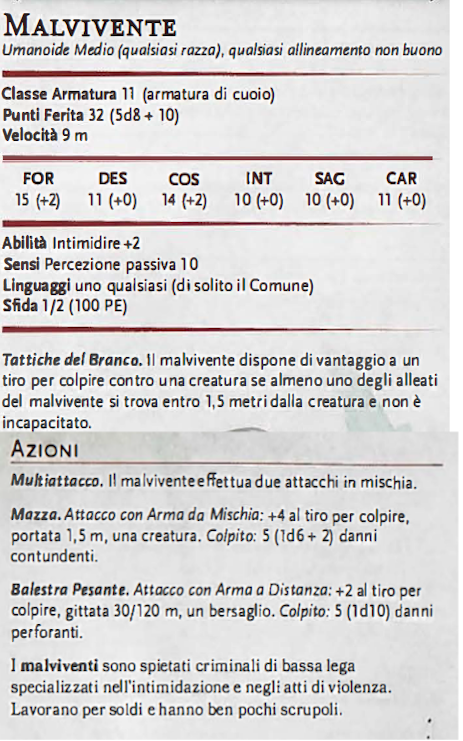 MALVIVENTE
Umanoide Medio (qualsiasi razza), qualsiasi allineamento non buono
Classe Armatura 11 (armatura di cuoio)
Punti Ferita 32 (5d8 + 10)
Velocità 9 m
FOR DES COS INT SAG CAR
15 (+2) 11 (+0) 14 (+2) 10 (+0) 10 (+0) 11 (+0)
Abilità Intimidire +2
Sensi Percezione passiva 10
Linguaggi uno qualsiasi (di solito il Comune)
Sfida 1/2 (100 PE)
Tattiche del Branco. Il malvivente dispone di vantaggio a un
tiro per colpire contro una creatura se almeno uno degli alleati
del malvivente si trova entro 1,5 metri dalla creatura e non è
incapacitato.
AZIONI
Multiattacco. Il malvivente effettua due attacchi in mischia.
Mazza. Attacco con Arma da Mischia: +4 al tiro per colpire,
portata 1,5 m, una creatura. Colpito: 5 (1d6 + 2) danni
contundenti.
Balestra Pesante. Attacco con Arma a Distanza: +2 al tiro per
colpire, gittata 30/120 m, un bersaglio. Colpito: 5 (1d10) danni
perforanti.
I malviventi sono spietati criminali di bassa lega
specializzati nell'intimidazione e negli atti di violenza.
Lavorano per soldi e hanno ben pochi scrupoli.